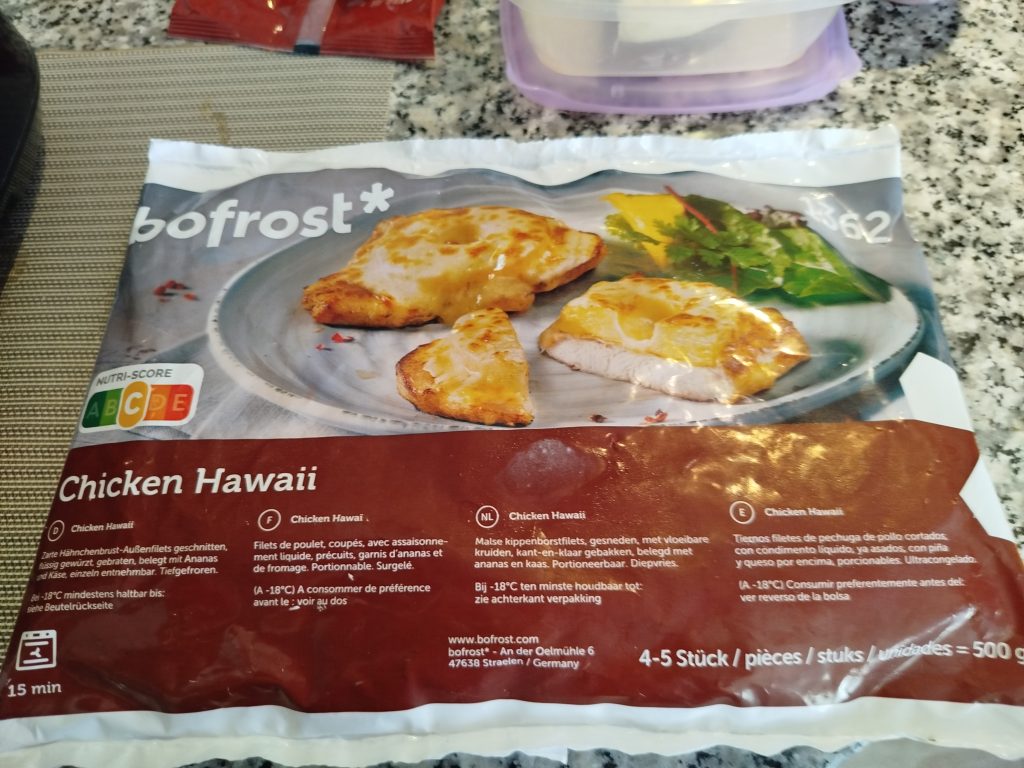 bofrost*
362
NUTRI-SCORE
A B C D E
Chicken Hawaii
D Chicken Hawaii
Zarte Hähnchenbrust-Außenfilets geschnitten,
flüssig gewürzt, gebraten, belegt mit Ananas
und Käse, einzeln entnehmbar. Tiefgefroren.
Bei -18°C mindestens haltbar bis:
siehe Beutelrückseite
F Chicken Hawai
Filets de poulet, coupés, avec assaisonne-
ment liquide, précuits, garnis d'ananas et
de fromage. Portionnable. Surgelé.
(A -18°C) A consommer de préférence
avant le : voir au dos
NL Chicken Hawaii
Malse kippenborstfilets, gesneden, met vloeibare
kruiden, kant-en-klaar gebakken, belegd met
ananas en kaas. Portioneerbaar. Diepvries.
Bij -18°C ten minste houdbaar tot:
zie achterkant verpakking
E Chicken Hawaii
Tiernos filetes de pechuga de pollo cortados,
con condimento líquido, ya asados, con piña
y queso por encima, porcionables. Ultracongelado.
(A -18°C) Consumir preferentemente antes del:
ver reverso de la bolsa
15 min
www.bofrost.com
bofrost* - An der Oelmühle 6
47638 Straelen / Germany
4-5 Stück / pièces / stuks / unidades = 500 g